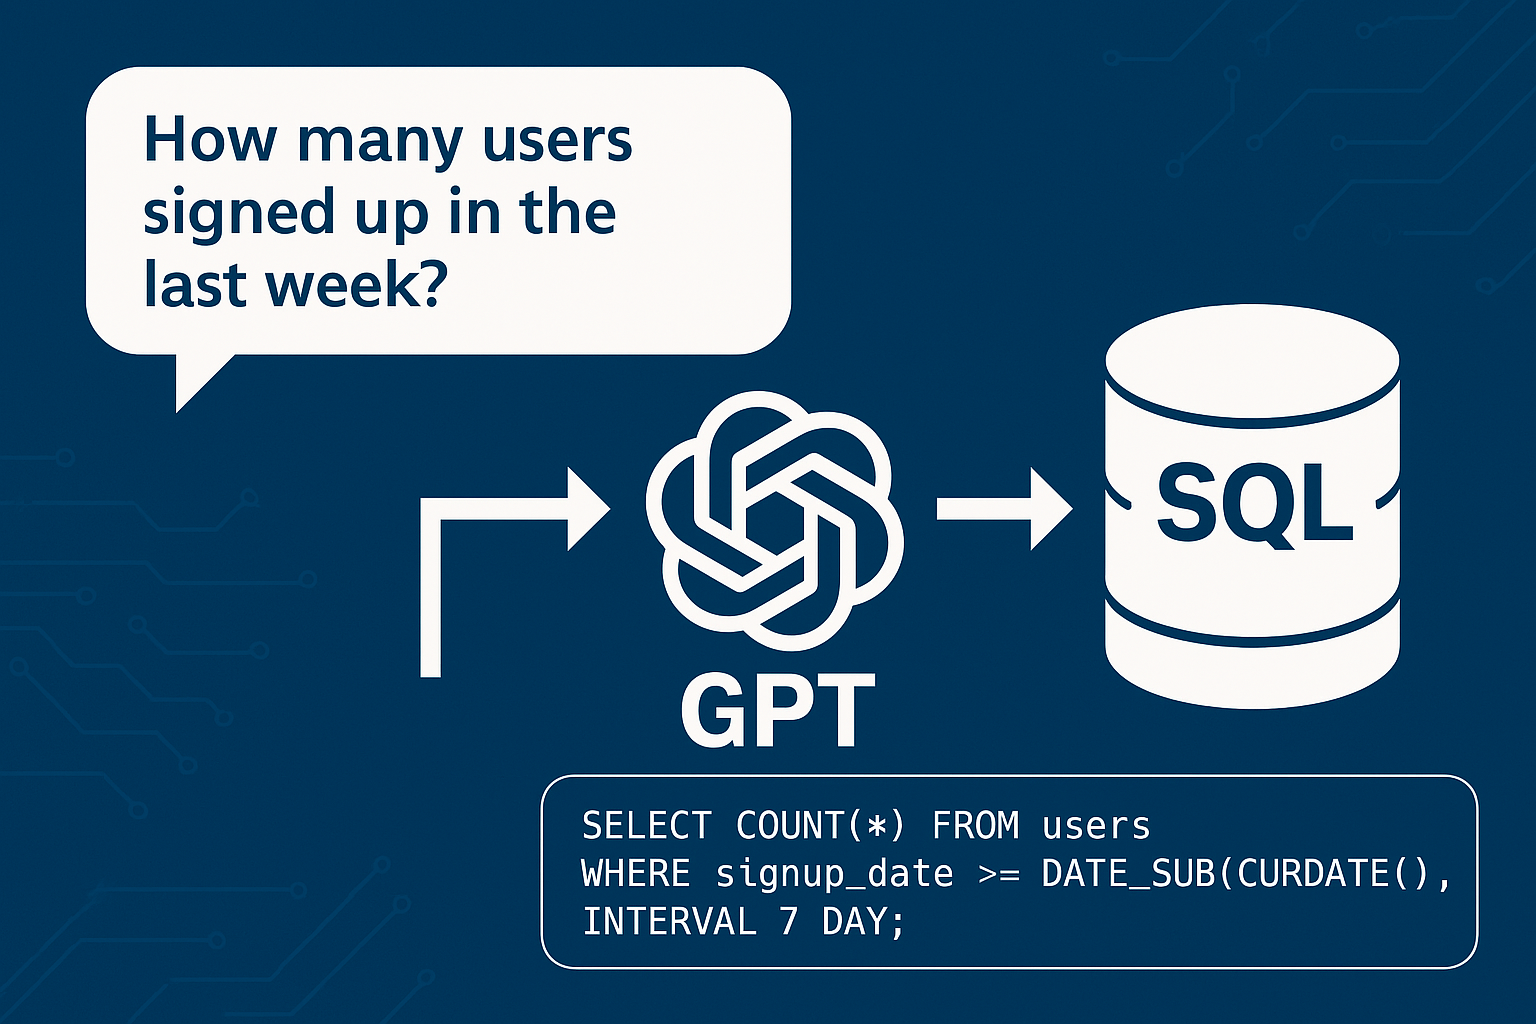 How many users
signed up in the
last week?
SQL
GPT
SELECT COUNT(*) FROM users
WHERE signup_date >= DATE_SUB(CURDATE(),
INTERVAL 7 DAY;